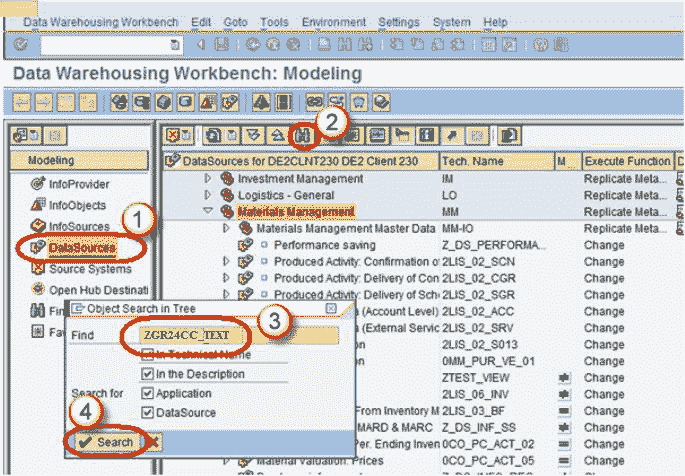 Data Warehousing Workbench Edit Goto Tools Environment Settings System Help
Data Warehousing Workbench: Modeling
2
Modeling
DataSources for DE2CLNT230 DE2 Client 230 Tech. Name M.. Execute Function D
InfoProvider
Investment Management IM Replicate Meta...
InfoObjects
Logistics - General LO Replicate Meta...
InfoSources
1
Materials Management MM Replicate Meta...
Materials Management Master Data MM-IO Replicate Meta...
DataSources
Performance saving Z_DS_PERFORMA... Change
Source Systems
Produced Activity: Confirmation of 2LIS_02_SCN Change
Produced Activity: Delivery of Con 2LIS_02_CGR Change
Open Hub Destinati
Produced Activity: Delivery of Sch 2LIS_02_SGR Change
Fin
Object Search in Tree
(Account Level) 2LIS_02_ACC Change
Fav
3
(External Servic 2LIS_02_SRV Change
Find ZGR24CC_TEXT
on 2LIS_02_S013 Change
In Technical Name
on 0MM_PUR_VE_01 Change
In the Description
ZTEST_VIEW Change
Search for Application
2LIS_06_INV Change
4
DataSource
From Inventory M 2LIS_03_BF Change
MARD & MARC Z_DS_INF_SS Change
Search
Per. Ending Inven 0CO_PC_ACT_02 Change
Material Valuation: Prices 0CO_PC_ACT_05 Change